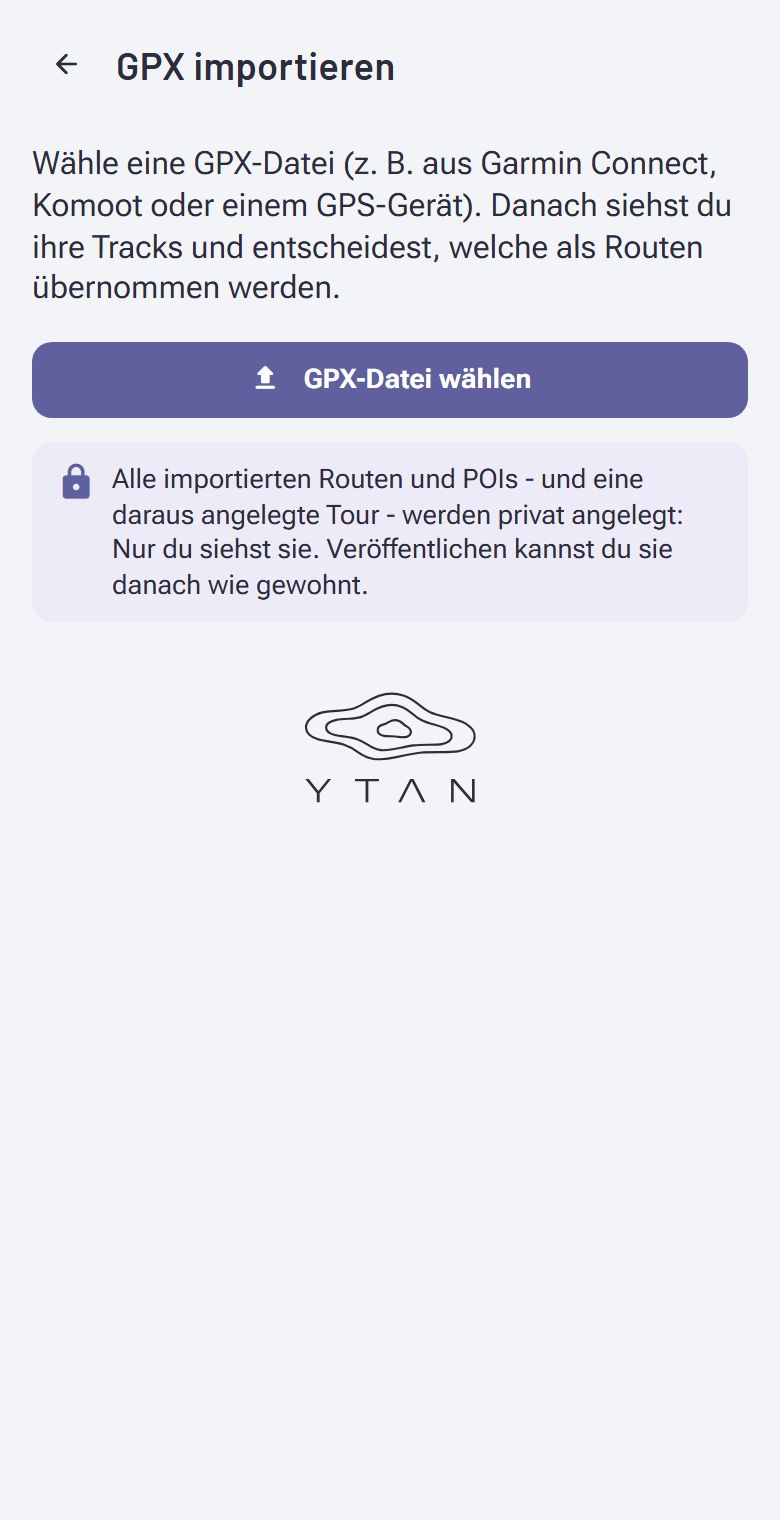 GPX importieren
Wähle eine GPX-Datei (z. B. aus Garmin Connect,
Komoot oder einem GPS-Gerät). Danach siehst du
ihre Tracks und entscheidest, welche als Routen
übernommen werden.
GPX-Datei wählen
Alle importierten Routen und POIs - und eine
daraus angelegte Tour - werden privat angelegt:
Nur du siehst sie. Veröffentlichen kannst du sie
danach wie gewohnt.
YTAN